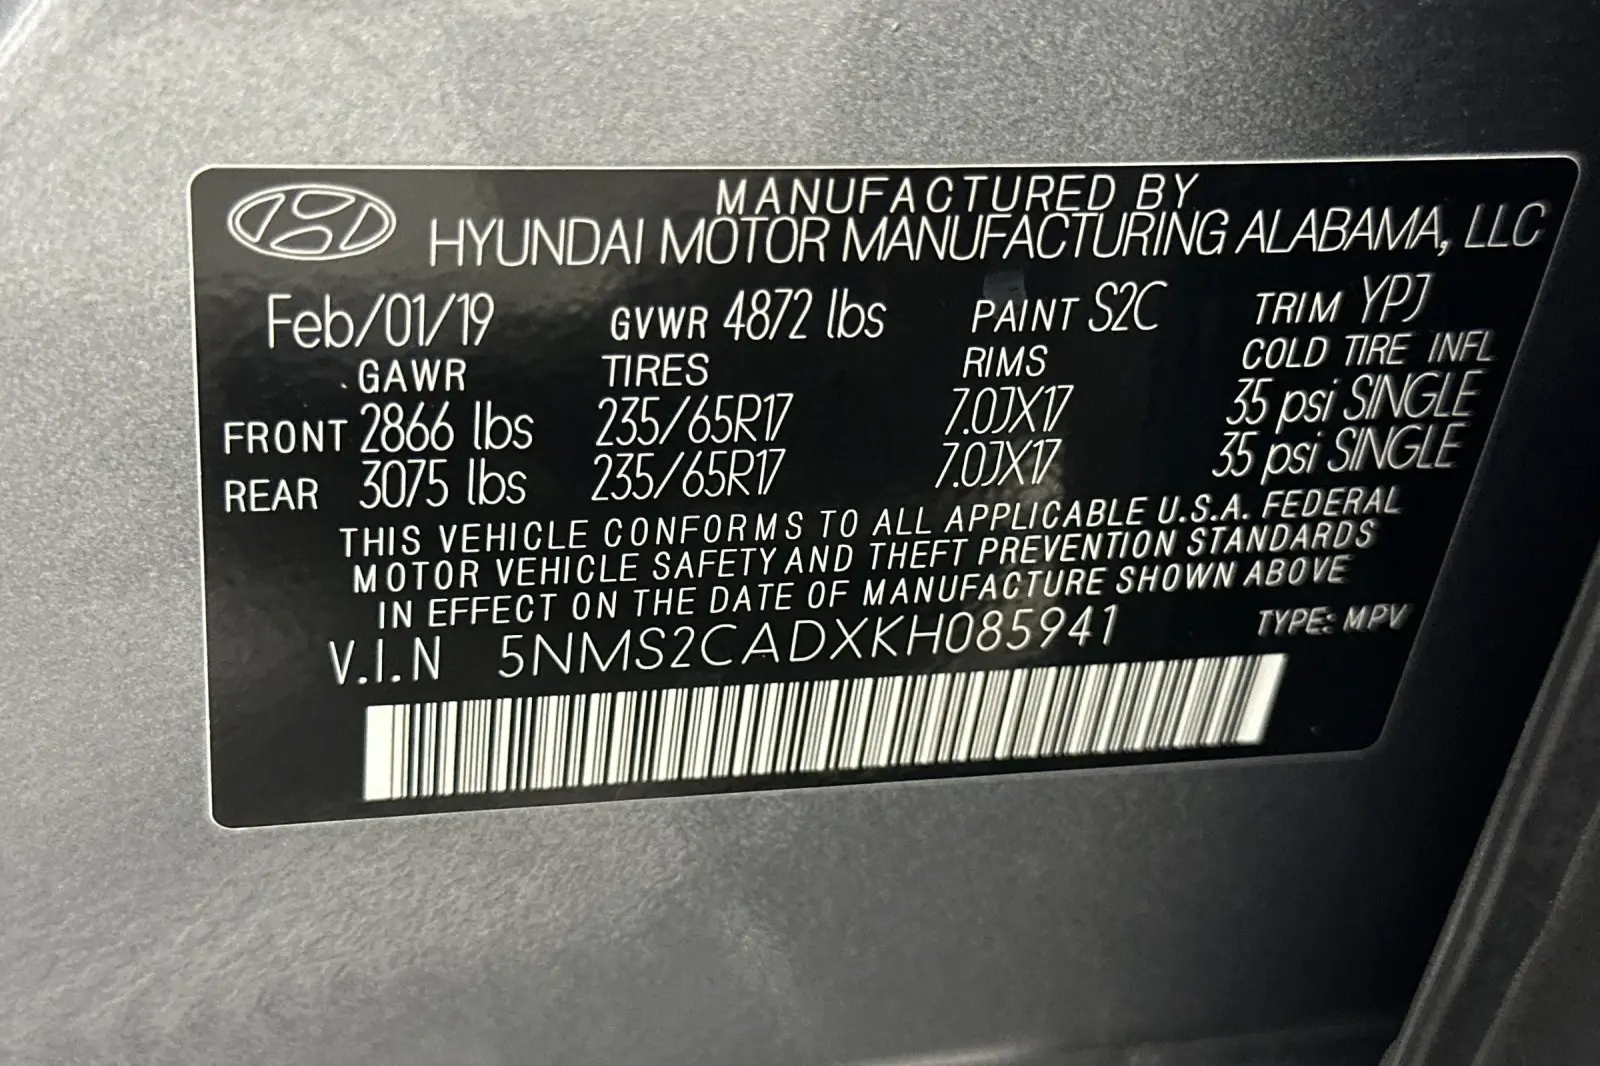 MANUFACTURED BY
HYUNDAI MOTOR MANUFACTURING ALABAMA, LLC
Feb/01/19 GVWR 4872 lbs PAINT S2C TRIM YPJ
GAWR TIRES RIMS COLD TIRE INFL
FRONT 2866 lbs 235/65R17 7.0JX17 35 psi SINGLE
REAR 3075 lbs 235/65R17 7.0JX17 35 psi SINGLE
THIS VEHICLE CONFORMS TO ALL APPLICABLE U.S.A. FEDERAL
MOTOR VEHICLE SAFETY AND THEFT PREVENTION STANDARDS
IN EFFECT ON THE DATE OF MANUFACTURE SHOWN ABOVE
V.I.N 5NMS2CADXKH085941 TYPE: MPV